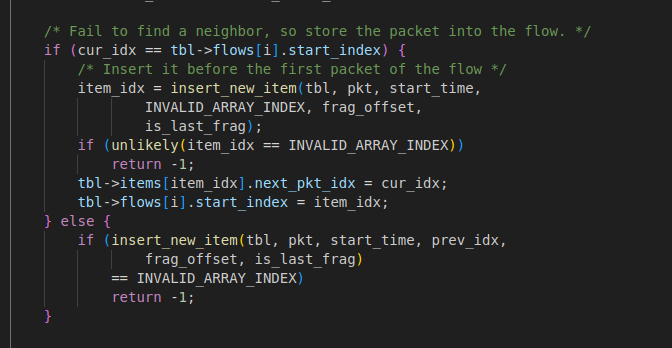 /* Fail to find a neighbor, so store the packet into the flow. */
if (cur_idx == tbl->flows[i].start_index) {
/* Insert it before the first packet of the flow */
item_idx = insert_new_item(tbl, pkt, start_time,
INVALID_ARRAY_INDEX, frag_offset,
is_last_frag);
if (unlikely(item_idx == INVALID_ARRAY_INDEX))
return -1;
tbl->items[item_idx].next_pkt_idx = cur_idx;
tbl->flows[i].start_index = item_idx;
} else {
if (insert_new_item(tbl, pkt, start_time, prev_idx,
frag_offset, is_last_frag)
== INVALID_ARRAY_INDEX)
return -1;
}